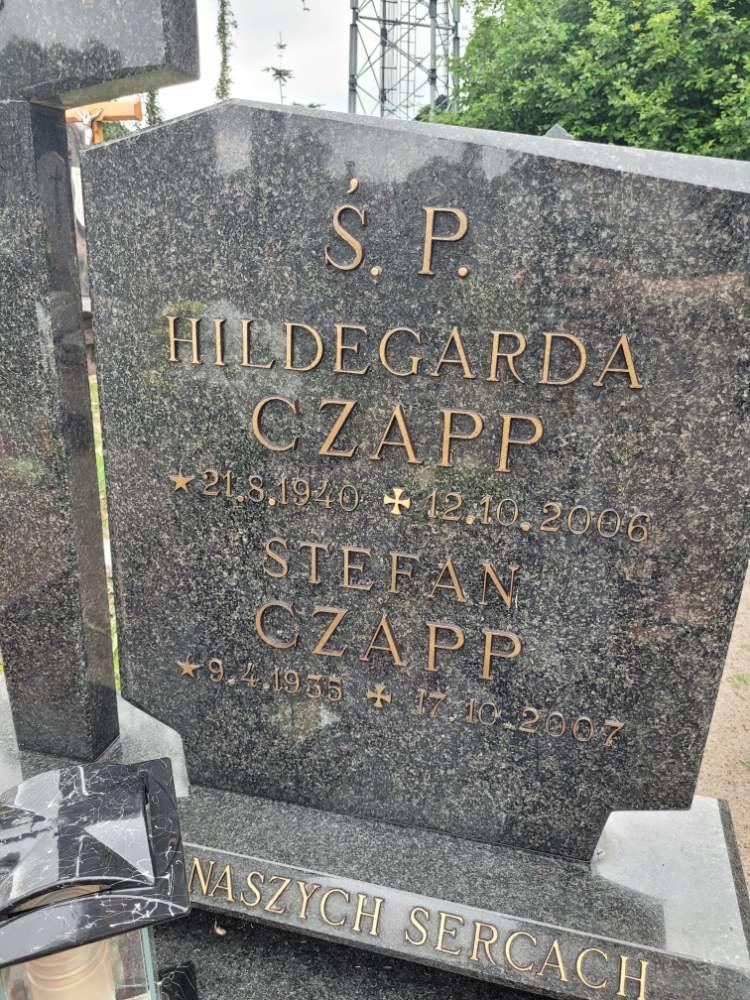 Ś. P.
HILDEGARDA
CZAPP
★ 21.8.1940 ✠ 12.10.2006
STEFAN
CZAPP
★ 9.4.1935 ✠ 17.10.2007
NASZYCH SERCACH